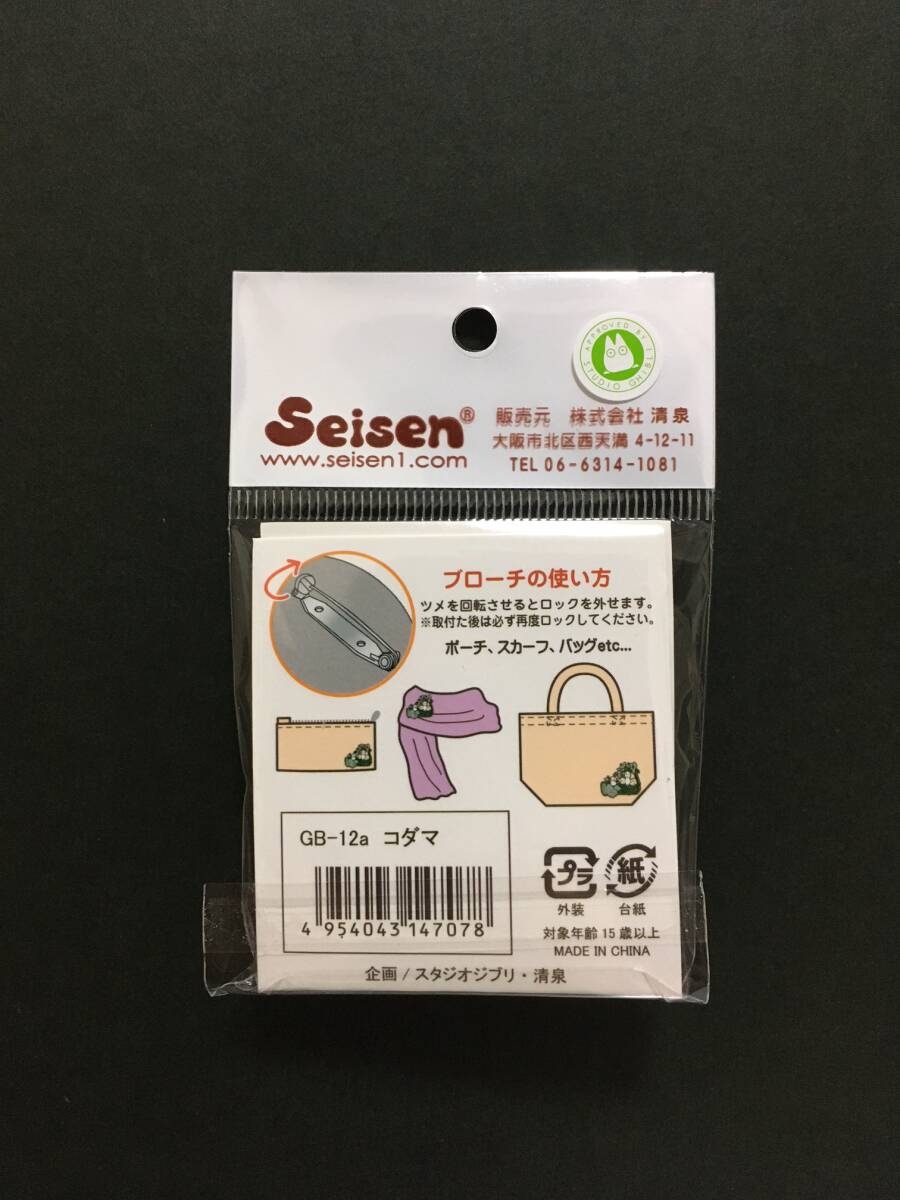 APPROVED BY
STUDIO GHIBLI
Seisen®
www.seisen1.com
販売元 株式会社 清泉
大阪市北区西天満 4-12-11
TEL 06-6314-1081
ブローチの使い方
ツメを回転させるとロックを外せます。
※取付た後は必ず再度ロックしてください。
ポーチ、スカーフ、バッグetc...
GB-12a コダマ
4 954043 147078
プラ
紙
外装 台紙
対象年齢 15歳以上
MADE IN CHINA
企画 / スタジオジブリ・清泉